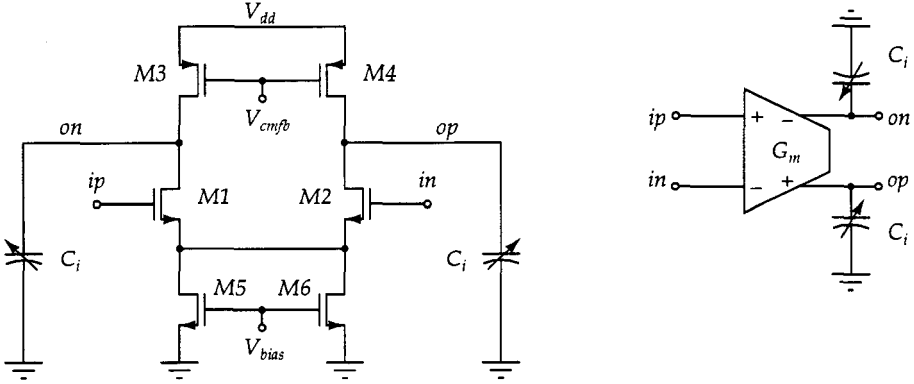 V_dd
M3
M4
V_cmfb
on
op
ip
M1
M2
in
C_i
C_i
M5
M6
V_bias
C_i
ip
+
−
on
G_m
in
−
+
op
C_i